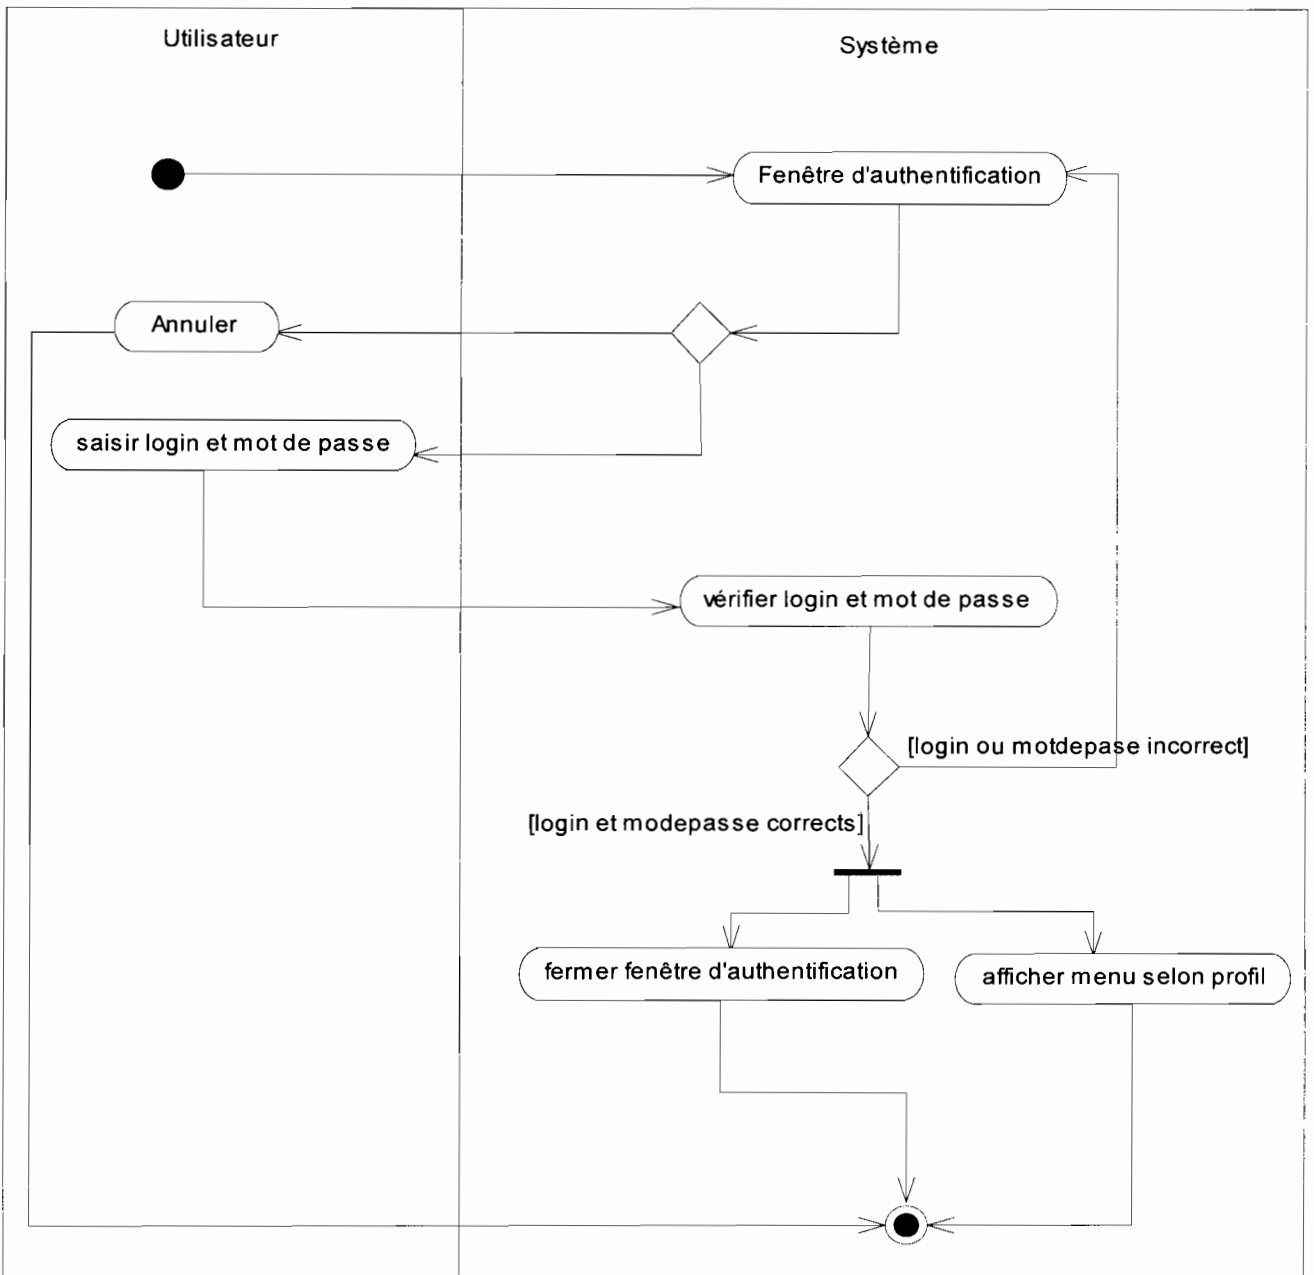 Utilisateur
Système
Fenêtre d'authentification
Annuler
saisir login et mot de passe
vérifier login et mot de passe
[login ou motdepase incorrect]
[login et modepasse corrects]
fermer fenêtre d'authentification
afficher menu selon profil